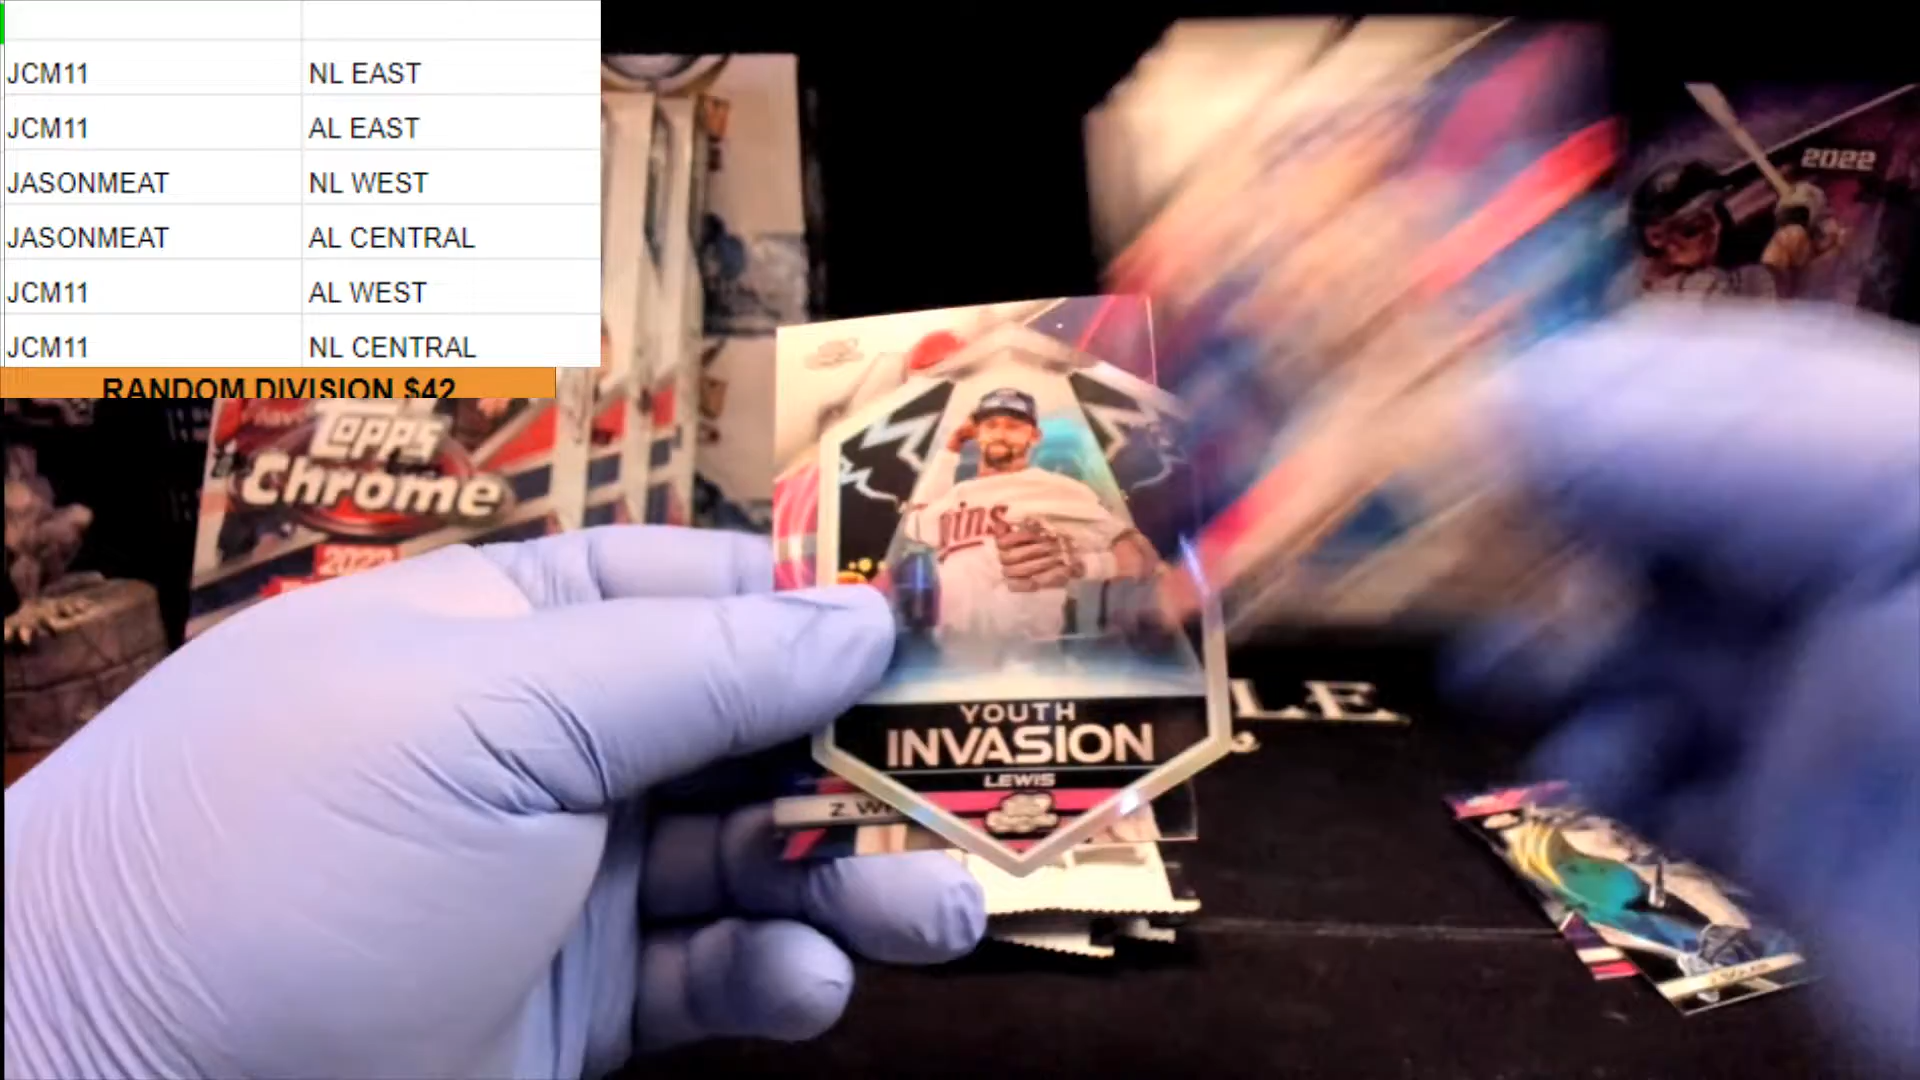 JCM11 NL EAST
JCM11 AL EAST
JASONMEAT NL WEST
JASONMEAT AL CENTRAL
JCM11 AL WEST
JCM11 NL CENTRAL
RANDOM DIVISION $42
2022
Topps
Chrome
2022
YOUTH
INVASION
LEWIS